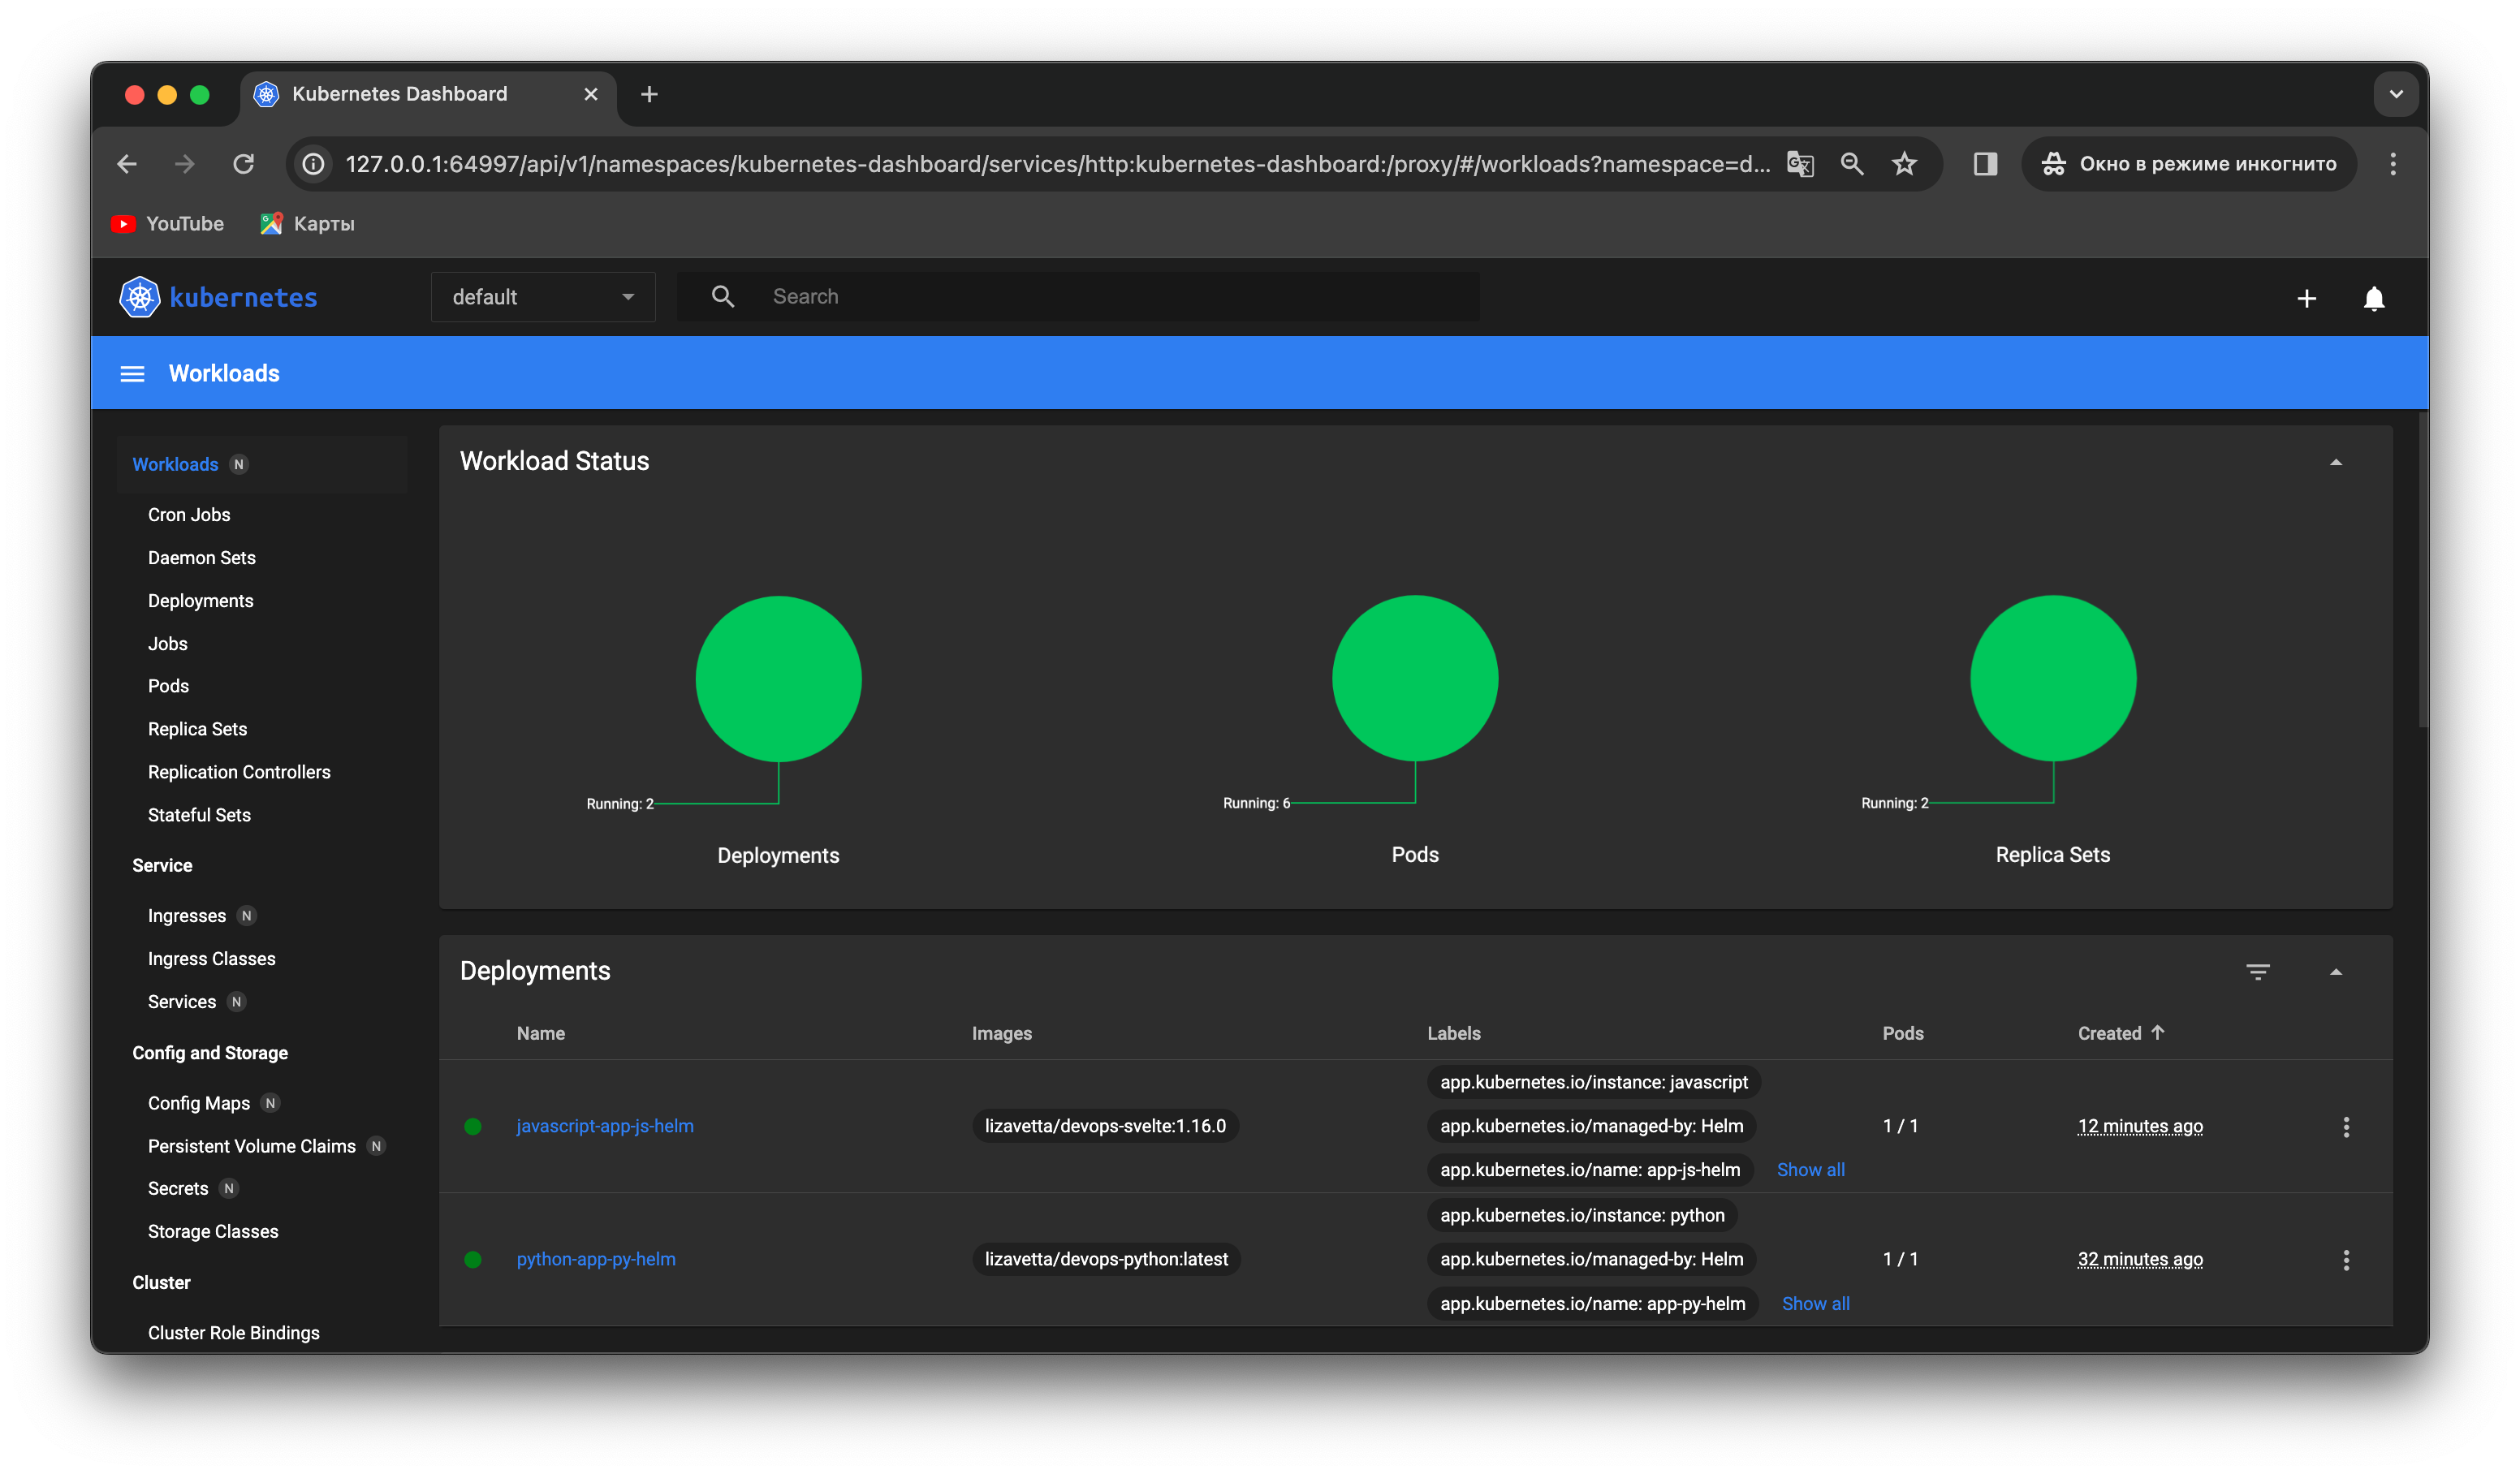 Kubernetes Dashboard
127.0.0.1:64997/api/v1/namespaces/kubernetes-dashboard/services/http:kubernetes-dashboard:/proxy/#/workloads?namespace=d...
Окно в режиме инкогнито
YouTube
Карты
kubernetes
default
Search
Workloads
Workloads N
Cron Jobs
Daemon Sets
Deployments
Jobs
Pods
Replica Sets
Replication Controllers
Stateful Sets
Service
Ingresses N
Ingress Classes
Services N
Config and Storage
Config Maps N
Persistent Volume Claims N
Secrets N
Storage Classes
Cluster
Cluster Role Bindings
Workload Status
Running: 2
Deployments
Running: 6
Pods
Running: 2
Replica Sets
Deployments
Name Images Labels Pods Created
app.kubernetes.io/instance: javascript
javascript-app-js-helm lizavetta/devops-svelte:1.16.0 app.kubernetes.io/managed-by: Helm 1 / 1 12 minutes ago
app.kubernetes.io/name: app-js-helm Show all
app.kubernetes.io/instance: python
python-app-py-helm lizavetta/devops-python:latest app.kubernetes.io/managed-by: Helm 1 / 1 32 minutes ago
app.kubernetes.io/name: app-py-helm Show all